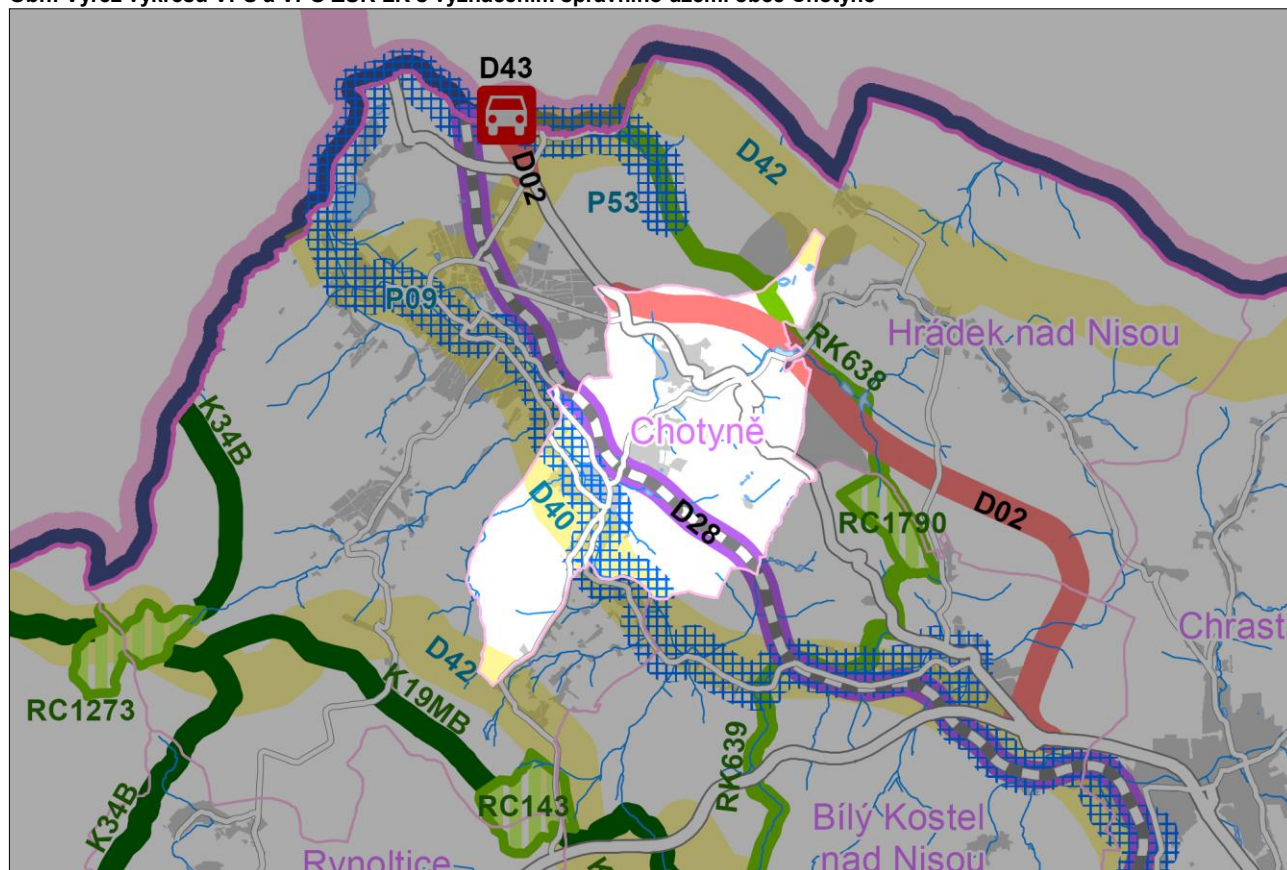 D43
D02
D42
P53
P09
Hrádek nad Nisou
RK638
K34B
Chotyně
D40
D28
D02
RC1790
Chrast
D42
RC1273
K19MB
RK639
K34B
RC143
Bílý Kostel
nad Nisou
Rynoltice